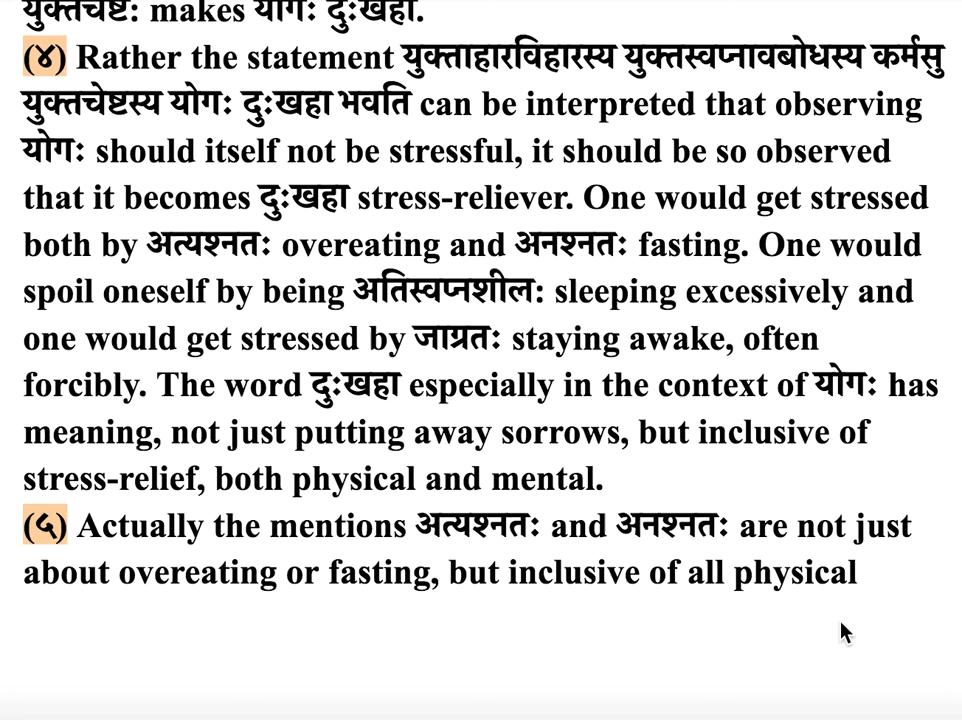 युक्तचेष्ट: makes योगः दुःखहा.
(४) Rather the statement युक्ताहारविहारस्य युक्तस्वप्नावबोधस्य कर्मसु
युक्तचेष्टस्य योगः दुःखहा भवति can be interpreted that observing
योगः should itself not be stressful, it should be so observed
that it becomes दुःखहा stress-reliever. One would get stressed
both by अत्यश्नतः overeating and अनश्नतः fasting. One would
spoil oneself by being अतिस्वप्नशील: sleeping excessively and
one would get stressed by जाग्रतः staying awake, often
forcibly. The word दुःखहा especially in the context of योगः has
meaning, not just putting away sorrows, but inclusive of
stress-relief, both physical and mental.
(५) Actually the mentions अत्यश्नतः and अनश्नतः are not just
about overeating or fasting, but inclusive of all physical